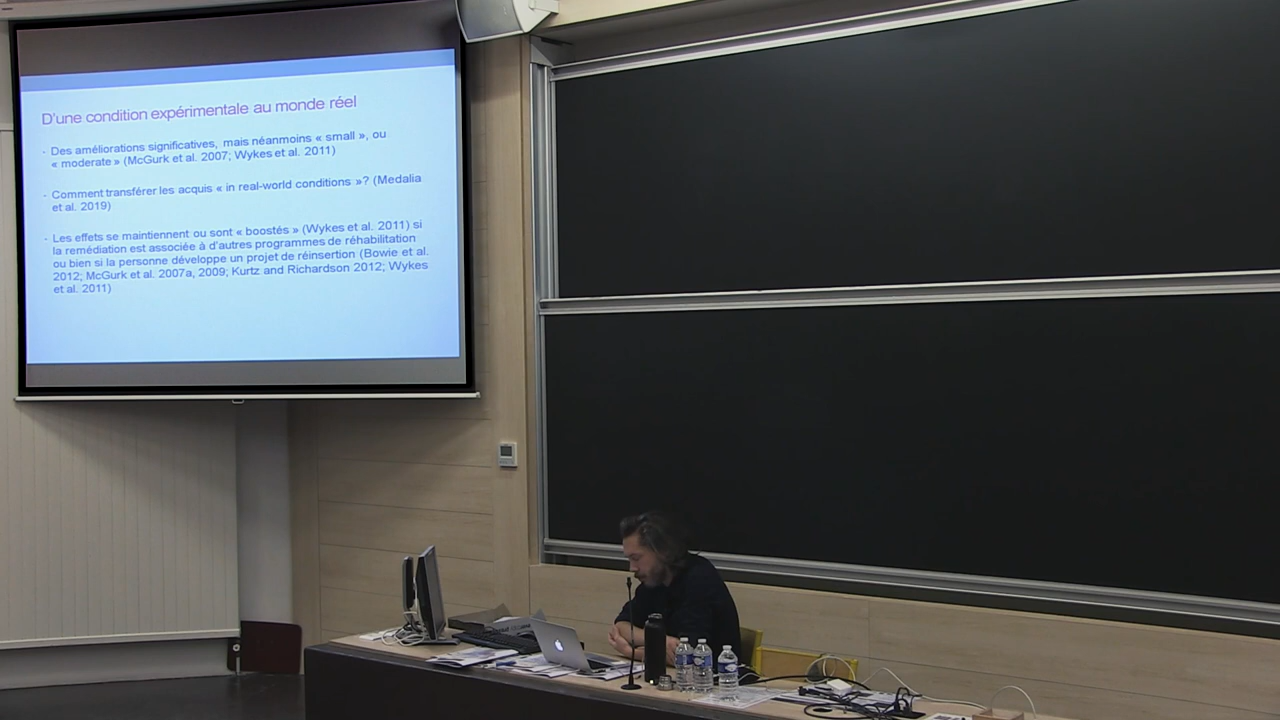 D'une condition expérimentale au monde réel
- Des améliorations significatives, mais néanmoins « small », ou
« moderate » (McGurk et al. 2007; Wykes et al. 2011)
- Comment transférer les acquis « in real-world conditions »? (Medalia
et al. 2019)
- Les effets se maintiennent ou sont « boostés » (Wykes et al. 2011) si
la remédiation est associée à d'autres programmes de réhabilitation
ou bien si la personne développe un projet de réinsertion (Bowie et al.
2012; McGurk et al. 2007a, 2009; Kurtz and Richardson 2012; Wykes
et al. 2011)